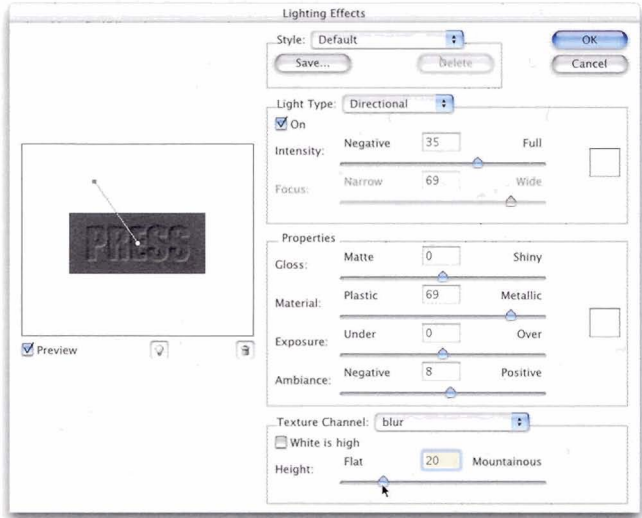 Lighting Effects
Style: Default
OK
Save...
Delete
Cancel
Light Type: Directional
On
Intensity: Negative 35 Full
Focus: Narrow 69 Wide
PRESS
Properties
Gloss: Matte 0 Shiny
Material: Plastic 69 Metallic
Exposure: Under 0 Over
Ambiance: Negative 8 Positive
Preview
Texture Channel: blur
White is high
Height: Flat 20 Mountainous